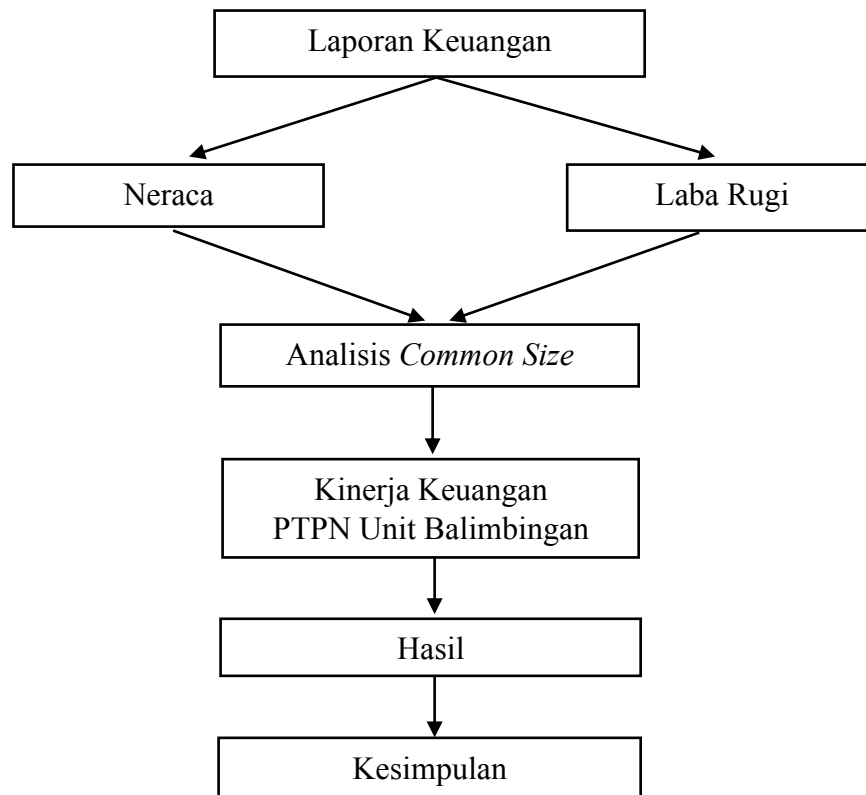 Laporan Keuangan
Neraca
Laba Rugi
Analisis Common Size
Kinerja Keuangan
PTPN Unit Balimbingan
Hasil
Kesimpulan